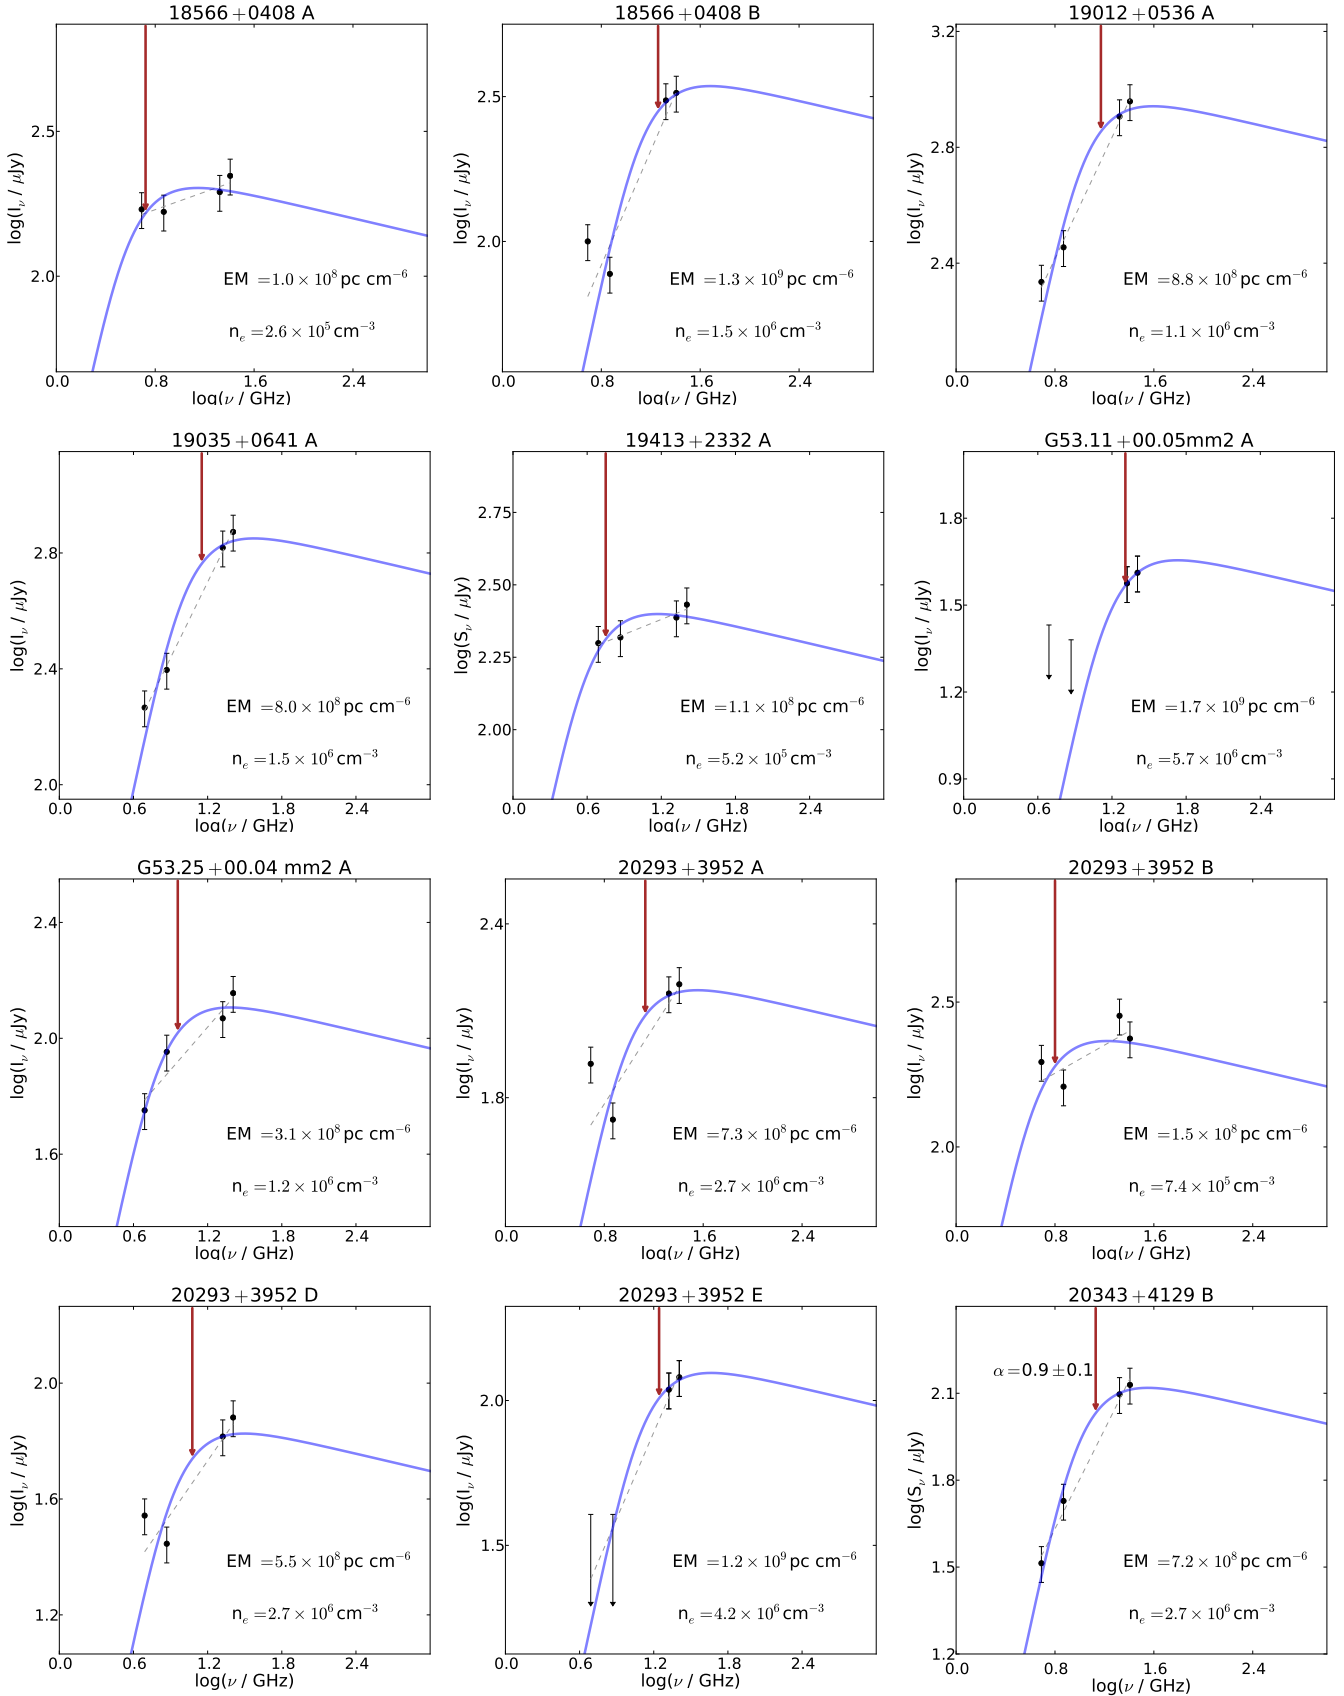 18566+0408 A
log(Iν / μJy)
2.5
2.0
EM =1.0 × 10^8 pc cm^−6
n_e =2.6 × 10^5 cm^−3
0.0 0.8 1.6 2.4
log(ν / GHz)
18566+0408 B
log(Iν / μJy)
2.5
2.0
EM =1.3 × 10^9 pc cm^−6
n_e =1.5 × 10^6 cm^−3
0.0 0.8 1.6 2.4
log(ν / GHz)
19012+0536 A
log(Iν / μJy)
3.2
2.8
2.4
EM =8.8 × 10^8 pc cm^−6
n_e =1.1 × 10^6 cm^−3
0.0 0.8 1.6 2.4
log(ν / GHz)
19035+0641 A
log(Iν / μJy)
2.8
2.4
2.0
EM =8.0 × 10^8 pc cm^−6
n_e =1.5 × 10^6 cm^−3
0.0 0.6 1.2 1.8 2.4
log(ν / GHz)
19413+2332 A
log(Sν / μJy)
2.75
2.50
2.25
2.00
EM =1.1 × 10^8 pc cm^−6
n_e =5.2 × 10^5 cm^−3
0.0 0.6 1.2 1.8 2.4
log(ν / GHz)
G53.11+00.05mm2 A
log(Iν / μJy)
1.8
1.5
1.2
0.9
EM =1.7 × 10^9 pc cm^−6
n_e =5.7 × 10^6 cm^−3
0.0 0.6 1.2 1.8 2.4
log(ν / GHz)
G53.25+00.04 mm2 A
log(Iν / μJy)
2.4
2.0
1.6
EM =3.1 × 10^8 pc cm^−6
n_e =1.2 × 10^6 cm^−3
0.0 0.6 1.2 1.8 2.4
log(ν / GHz)
20293+3952 A
log(Iν / μJy)
2.4
1.8
EM =7.3 × 10^8 pc cm^−6
n_e =2.7 × 10^6 cm^−3
0.0 0.8 1.6 2.4
log(ν / GHz)
20293+3952 B
log(Iν / μJy)
2.5
2.0
EM =1.5 × 10^8 pc cm^−6
n_e =7.4 × 10^5 cm^−3
0.0 0.8 1.6 2.4
log(ν / GHz)
20293+3952 D
log(Iν / μJy)
2.0
1.6
1.2
EM =5.5 × 10^8 pc cm^−6
n_e =2.7 × 10^6 cm^−3
0.0 0.6 1.2 1.8 2.4
log(ν / GHz)
20293+3952 E
log(Iν / μJy)
2.0
1.5
EM =1.2 × 10^9 pc cm^−6
n_e =4.2 × 10^6 cm^−3
0.0 0.6 1.2 1.8 2.4
log(ν / GHz)
20343+4129 B
α=0.9±0.1
log(Sν / μJy)
2.1
1.8
1.5
1.2
EM =7.2 × 10^8 pc cm^−6
n_e =2.7 × 10^6 cm^−3
0.0 0.8 1.6 2.4
log(ν / GHz)